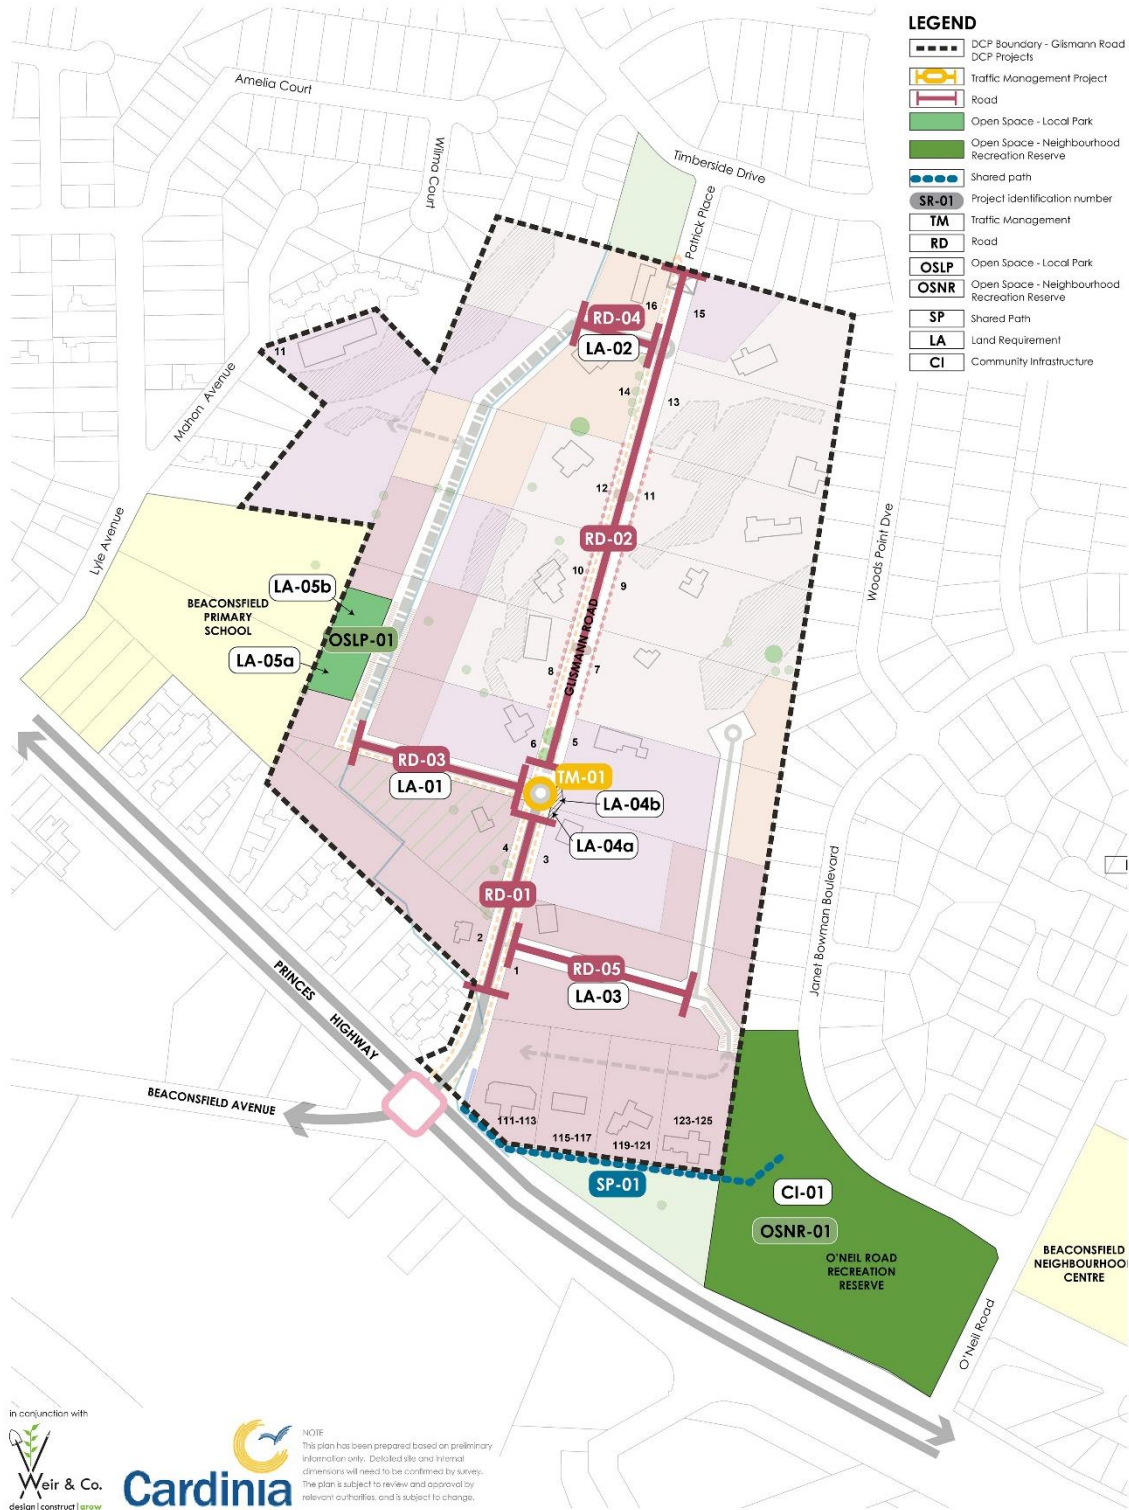 LEGEND
DCP Boundary - Glismann Road
DCP Projects
Traffic Management Project
Road
Open Space - Local Park
Open Space - Neighbourhood
Recreation Reserve
Shared path
SR-01
Project identification number
TM
Traffic Management
RD
Road
OSLP
Open Space - Local Park
OSNR
Open Space - Neighbourhood
Recreation Reserve
SP
Shared Path
LA
Land Requirement
CI
Community Infrastructure
Amelia Court
Wilma Court
Timberside Drive
Patrick Place
Mahon Avenue
Lyle Avenue
Woods Point Dve
Janet Bowman Boulevard
O'Neil Road
11
16
15
RD-04
LA-02
14
13
12
11
RD-02
10
9
GLISMANN ROAD
8
7
LA-05b
BEACONSFIELD
PRIMARY
SCHOOL
OSLP-01
LA-05a
6
5
RD-03
TM-01
LA-01
LA-04b
LA-04a
4
3
RD-01
2
1
RD-05
LA-03
PRINCES
HIGHWAY
BEACONSFIELD AVENUE
111-113
115-117
119-121
123-125
SP-01
CI-01
OSNR-01
O'NEIL ROAD
RECREATION
RESERVE
BEACONSFIELD
NEIGHBOURHOO
CENTRE
in conjunction with
Weir & Co.
design | construct | grow
Cardinia
NOTE
This plan has been prepared based on preliminary
information only. Detailed site and internal
dimensions will need to be confirmed by survey.
The plan is subject to review and approval by
relevant authorities, and is subject to change.